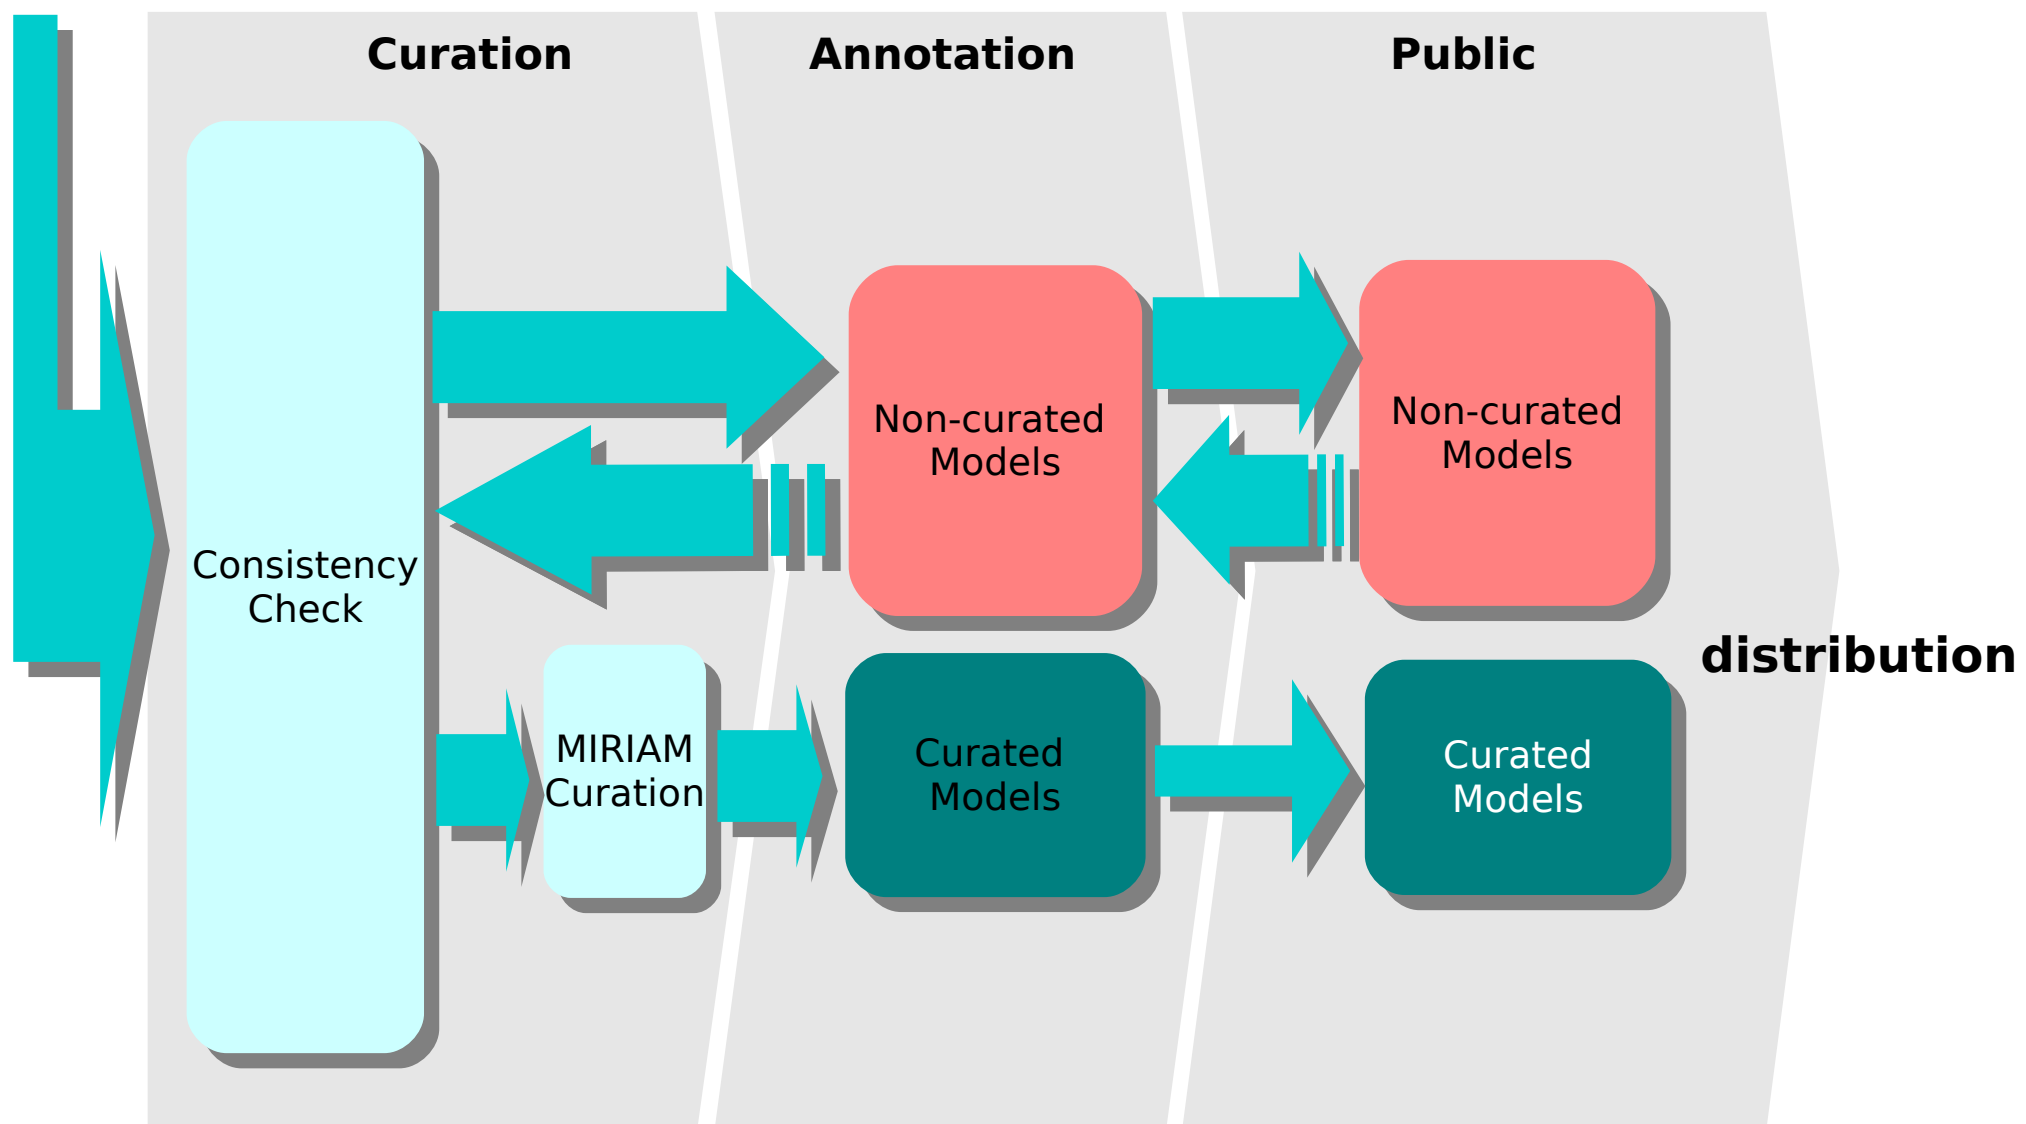 Curation
Annotation
Public
Consistency
Check
Non-curated
Models
Non-curated
Models
MIRIAM
Curation
Curated
Models
Curated
Models
distribution